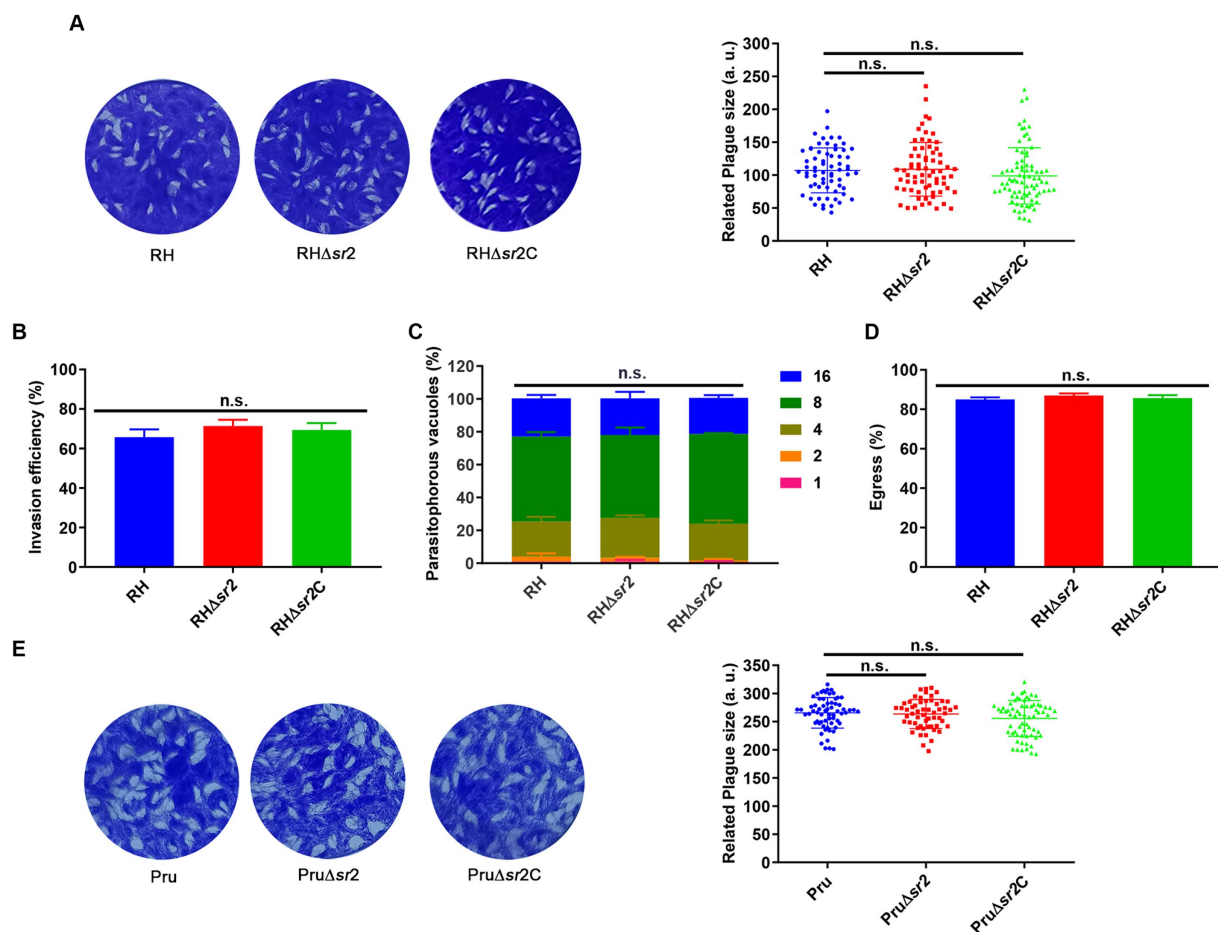 A
RH
RHΔsr2
RHΔsr2C
Related Plague size (a. u.)
300
250
200
150
100
50
0
n.s.
n.s.
RH
RHΔsr2
RHΔsr2C
B
Invasion efficiency (%)
100
80
60
40
20
0
n.s.
RH
RHΔsr2
RHΔsr2C
C
Parasitophorous vacuoles (%)
120
100
80
60
40
20
0
n.s.
RH
RHΔsr2
RHΔsr2C
16
8
4
2
1
D
Egress (%)
100
80
60
40
20
0
n.s.
RH
RHΔsr2
RHΔsr2C
E
Pru
PruΔsr2
PruΔsr2C
Related Plague size (a. u.)
350
300
250
200
150
100
50
0
n.s.
n.s.
Pru
PruΔsr2
PruΔsr2C